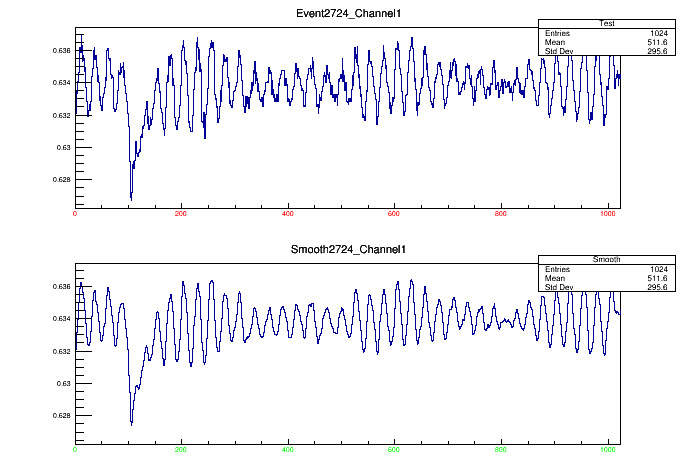 Event2724_Channel1
Test
Entries 1024
Mean 511.6
Std Dev 295.6
0.636
0.634
0.632
0.63
0.628
0 200 400 600 800 1000
Smooth2724_Channel1
Smooth
Entries 1024
Mean 511.6
Std Dev 295.6
0.636
0.634
0.632
0.63
0.628
0 200 400 600 800 1000